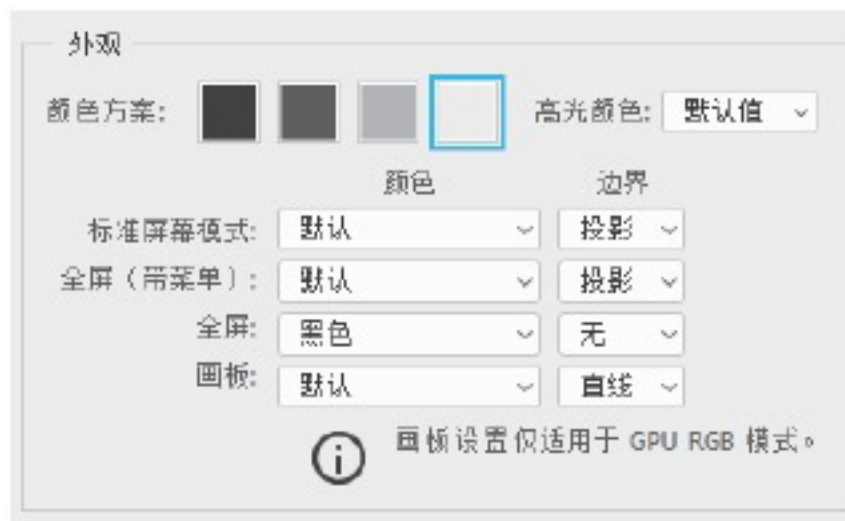 外观
颜色方案: 高光颜色: 默认值
颜色 边界
标准屏幕模式: 默认 投影
全屏（带菜单）: 默认 投影
全屏: 黑色 无
画板: 默认 直线
画板设置仅适用于 GPU RGB 模式。